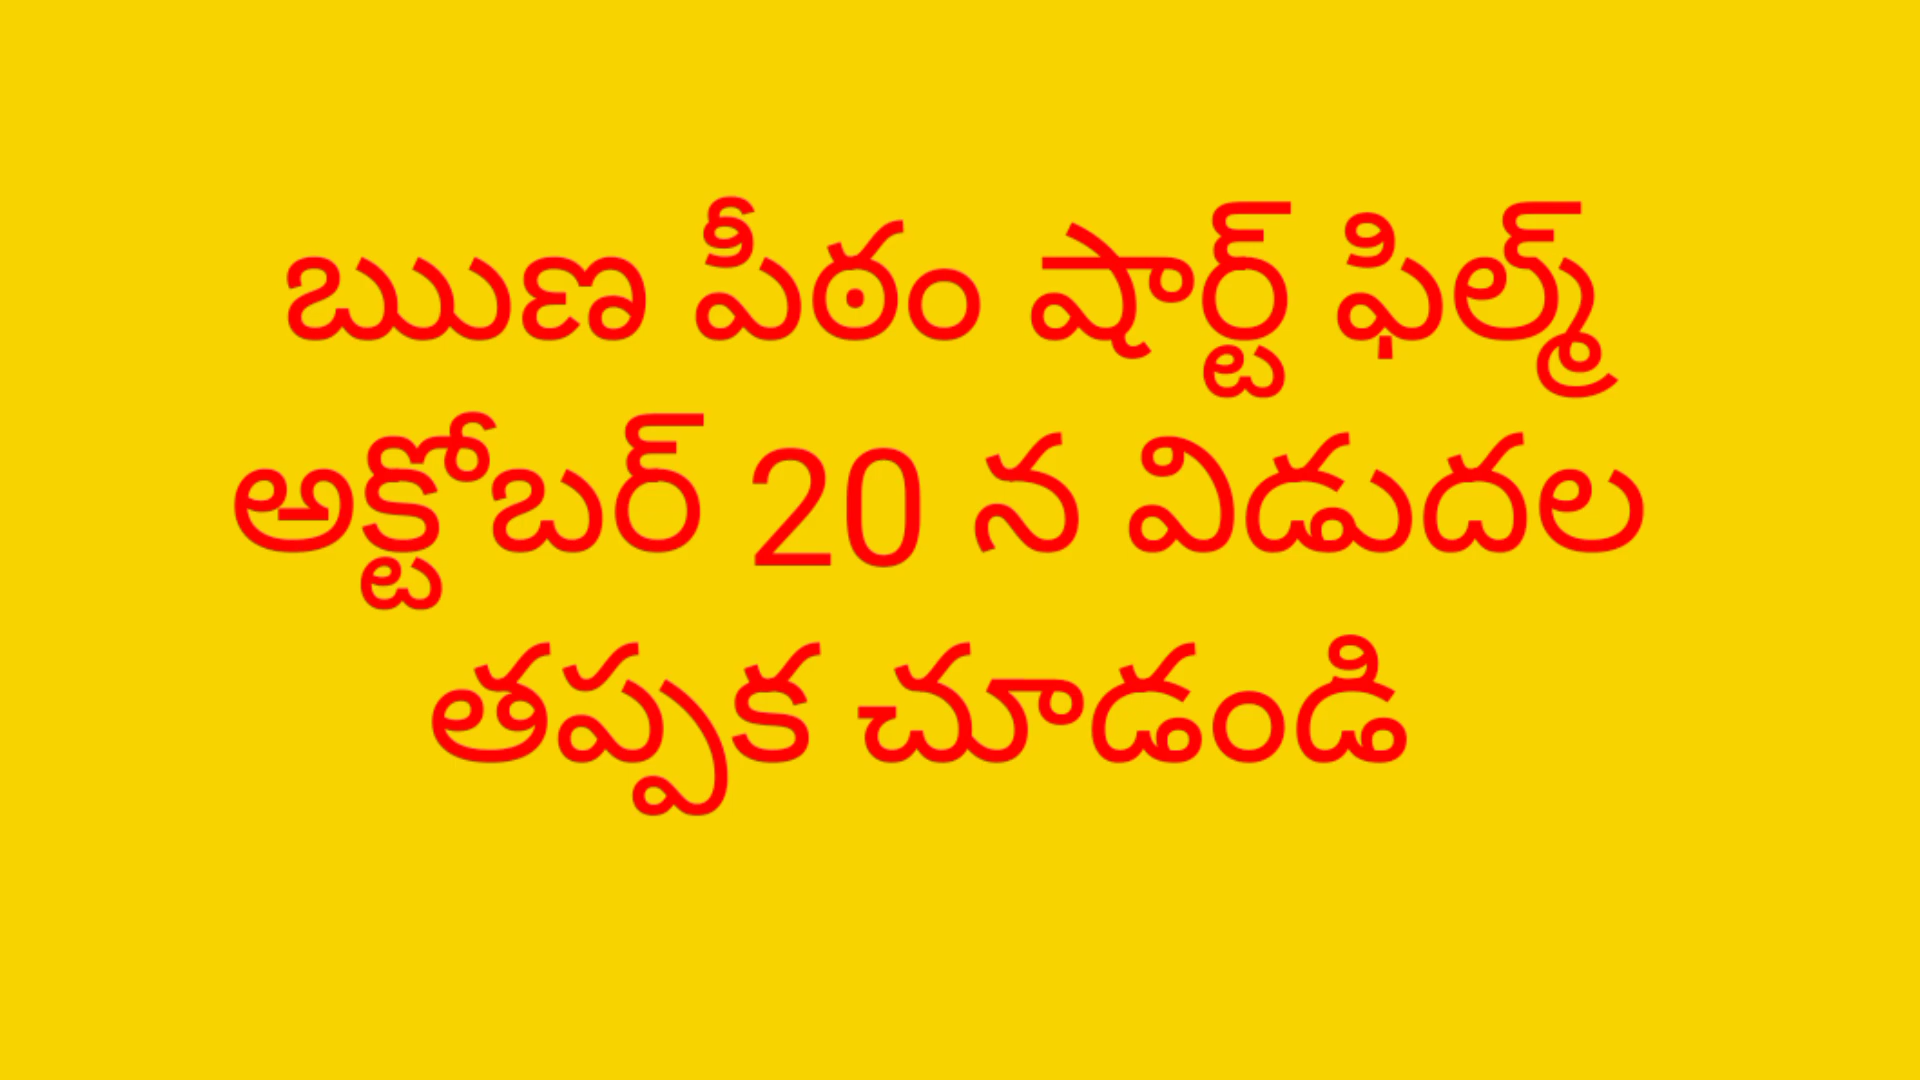 ఋణ పీఠం షార్ట్ ఫిల్మ్
అక్టోబర్ 20 న విడుదల
తప్పక చూడండి